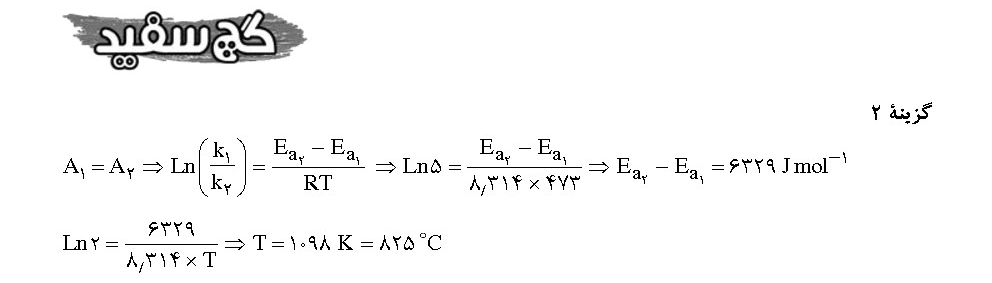 گچ سفید
گزینهٔ ۲
A₁ = A₂ ⇒ Ln(k₁/k₂) = (Ea₂ − Ea₁)/RT ⇒ Ln۵ = (Ea₂ − Ea₁)/(۸٫۳۱۴ × ۴۷۳) ⇒ Ea₂ − Ea₁ = ۶۳۲۹ J mol⁻¹
Ln۲ = ۶۳۲۹/(۸٫۳۱۴ × T) ⇒ T = ۱۰۹۸ K = ۸۲۵ °C